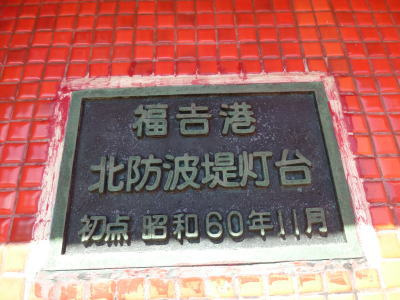 福吉港
北防波堤灯台
初点 昭和60年11月